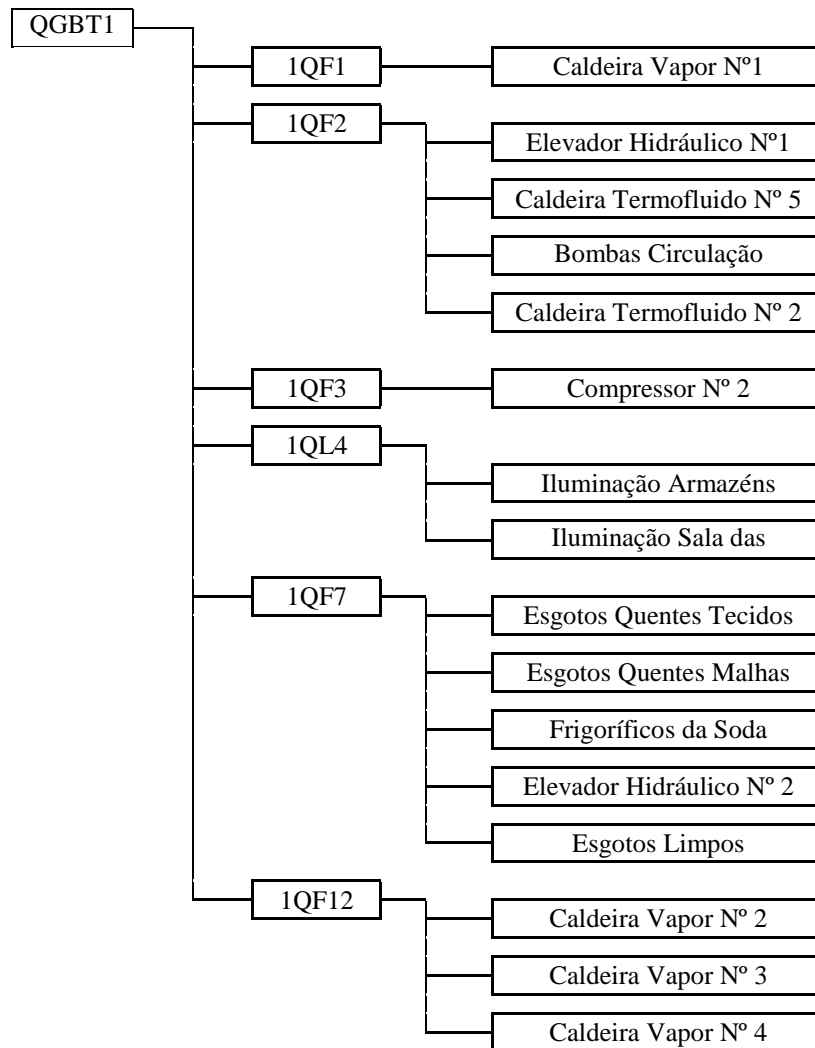 QGBT1
1QF1
Caldeira Vapor Nº1
1QF2
Elevador Hidráulico Nº1
Caldeira Termofluido Nº 5
Bombas Circulação
Caldeira Termofluido Nº 2
1QF3
Compressor Nº 2
1QL4
Iluminação Armazéns
Iluminação Sala das
1QF7
Esgotos Quentes Tecidos
Esgotos Quentes Malhas
Frigoríficos da Soda
Elevador Hidráulico Nº 2
Esgotos Limpos
1QF12
Caldeira Vapor Nº 2
Caldeira Vapor Nº 3
Caldeira Vapor Nº 4